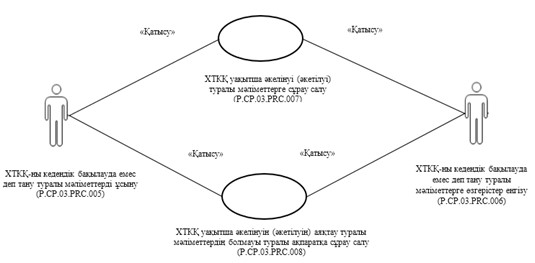 «Қатысу»
«Қатысу»
ХТКҚ уақытша әкелінуі (әкетілуі)
туралы мәліметтерге сұрау салу
(P.CP.03.PRC.007)
«Қатысу»
«Қатысу»
ХТКҚ-ны кедендік бақылауда емес
деп тану туралы мәліметтерді ұсыну
(P.CP.03.PRC.005)
ХТКҚ-ны кедендік бақылауда
емес деп тану туралы
мәліметтерге өзгерістер енгізу
(P.CP.03.PRC.006)
ХТКҚ уақытша әкелінуін (әкетілуін) аяқтау туралы
мәліметтердің болмауы туралы ақпаратқа сұрау салу
(P.CP.03.PRC.008)